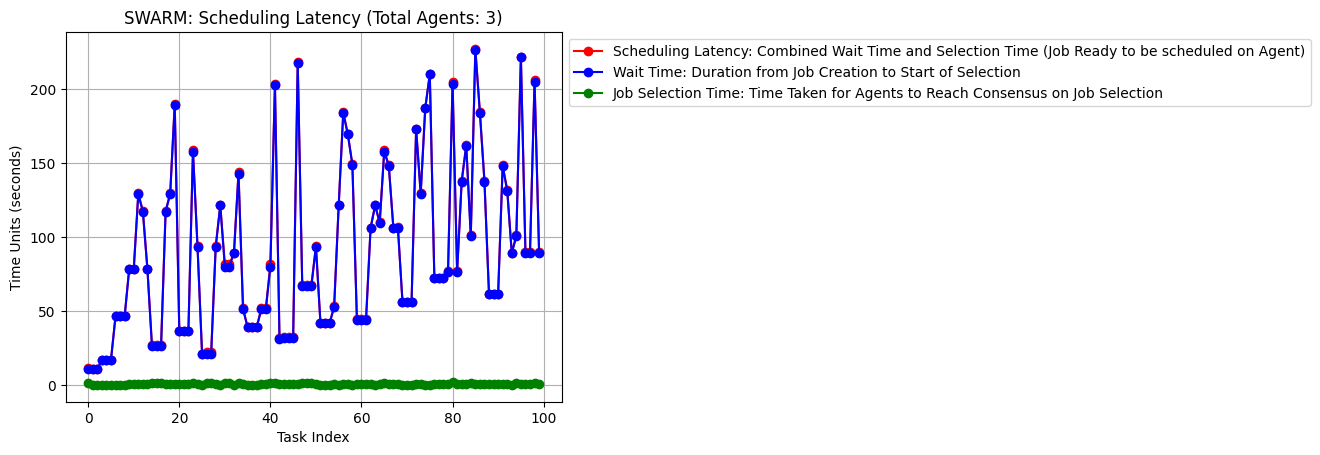 SWARM: Scheduling Latency (Total Agents: 3)
Scheduling Latency: Combined Wait Time and Selection Time (Job Ready to be scheduled on Agent)
Wait Time: Duration from Job Creation to Start of Selection
Job Selection Time: Time Taken for Agents to Reach Consensus on Job Selection
Time Units (seconds)
200
150
100
50
0
0 20 40 60 80 100
Task Index